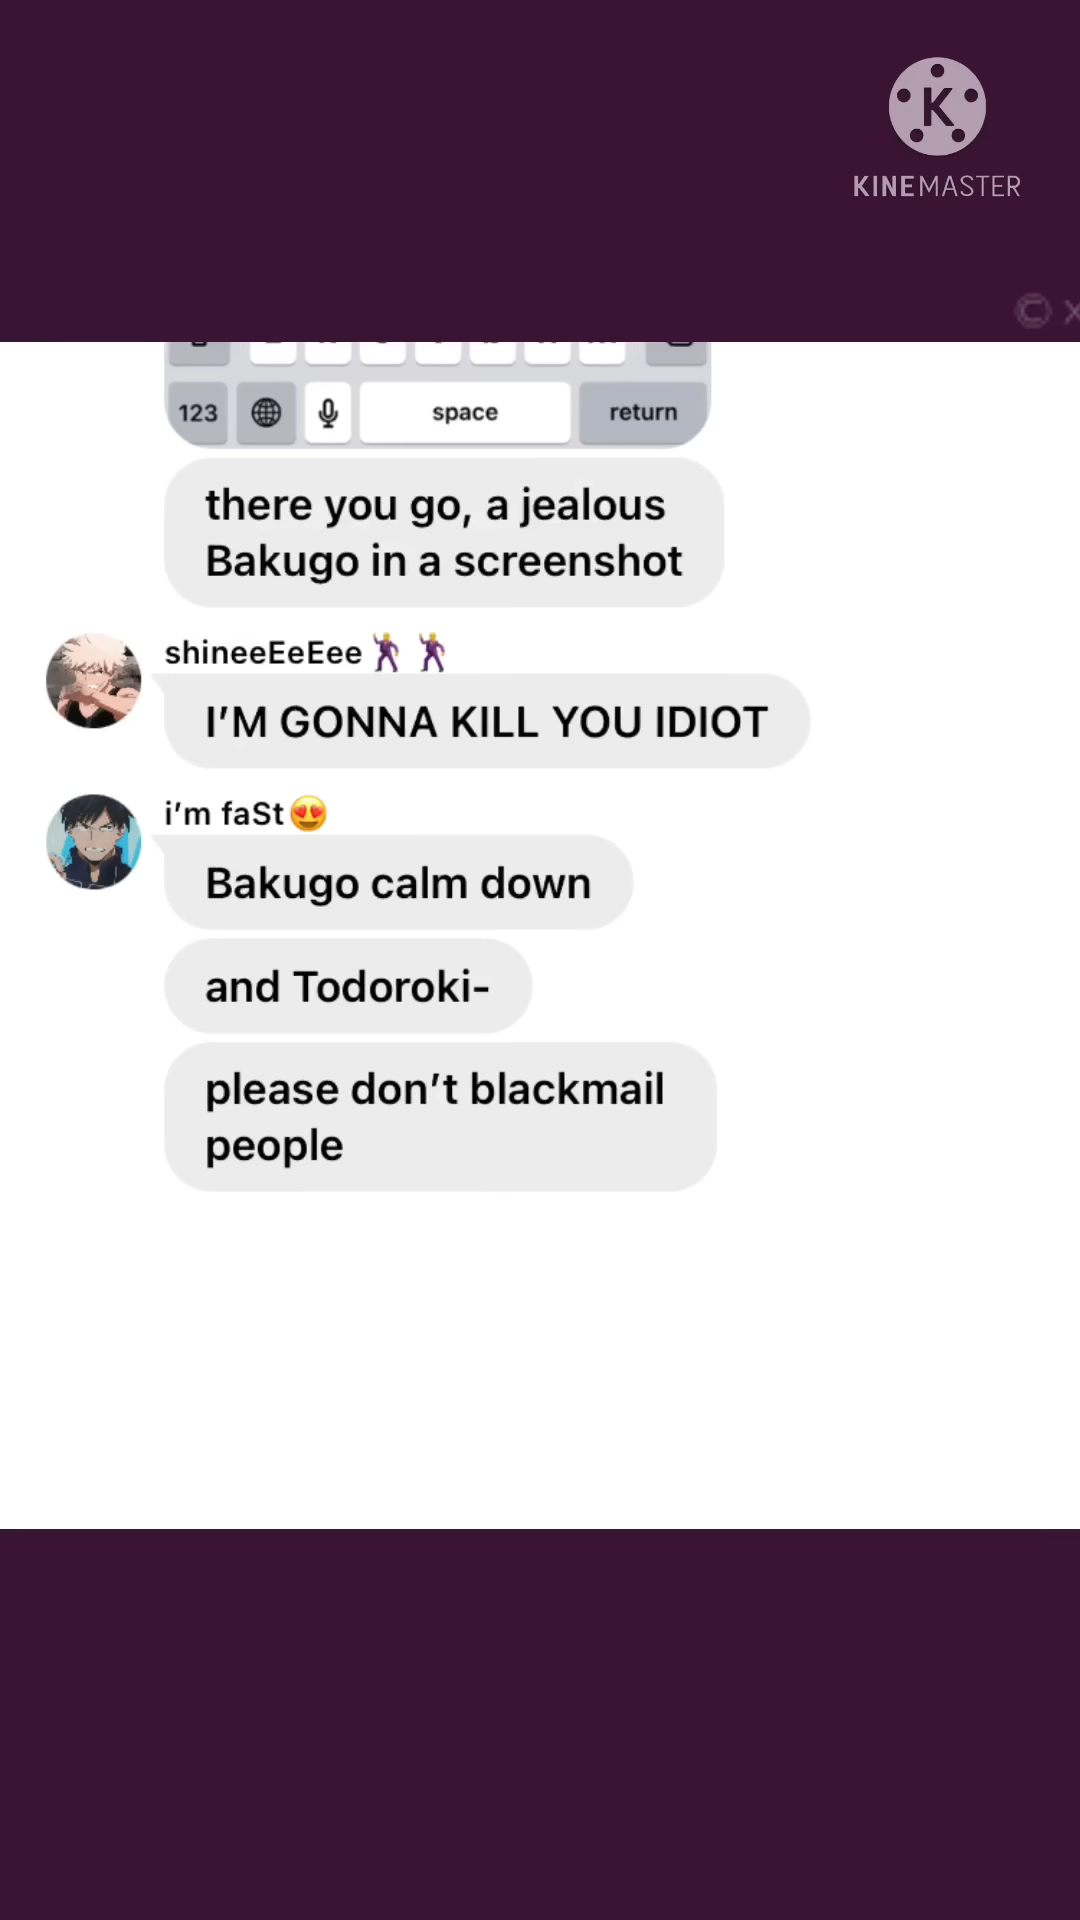 K
KINEMASTER
©
123
space
return
there you go, a jealous
Bakugo in a screenshot
shineeEeEee🕺🕺
I'M GONNA KILL YOU IDIOT
i'm faSt😍
Bakugo calm down
and Todoroki-
please don't blackmail
people